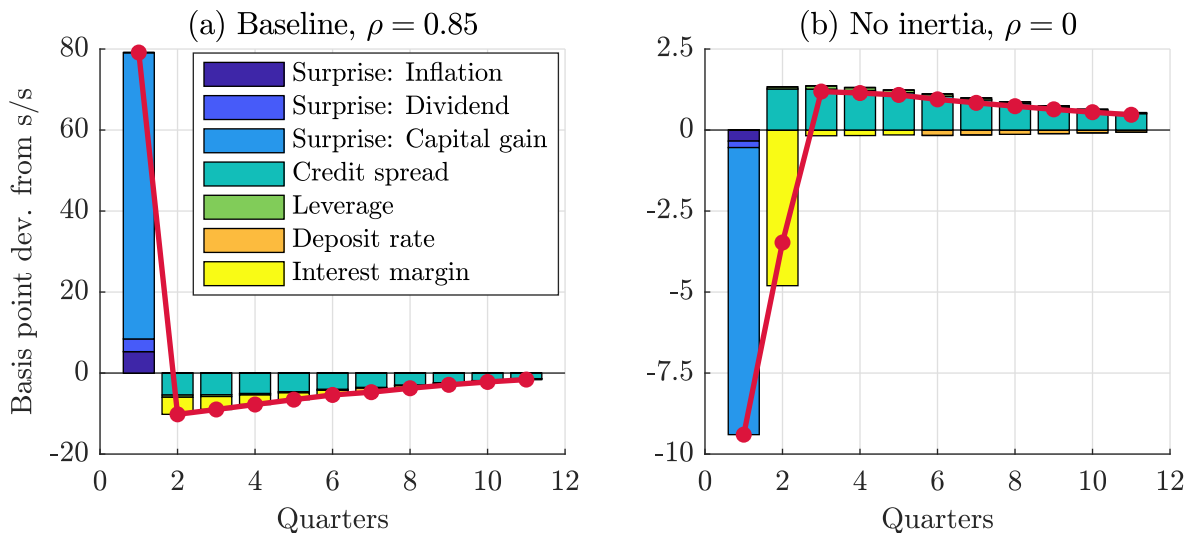 (a) Baseline, ρ = 0.85
Basis point dev. from s/s
80
60
40
20
0
-20
Surprise: Inflation
Surprise: Dividend
Surprise: Capital gain
Credit spread
Leverage
Deposit rate
Interest margin
0 2 4 6 8 10 12
Quarters
(b) No inertia, ρ = 0
2.5
0
-2.5
-5
-7.5
-10
0 2 4 6 8 10 12
Quarters